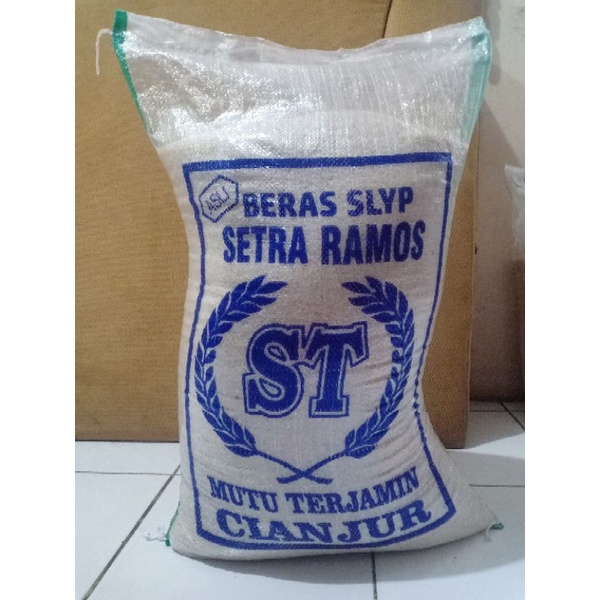 ASLI
BERAS SLYP
SETRA RAMOS
ST
MUTU TERJAMIN
CIANJUR